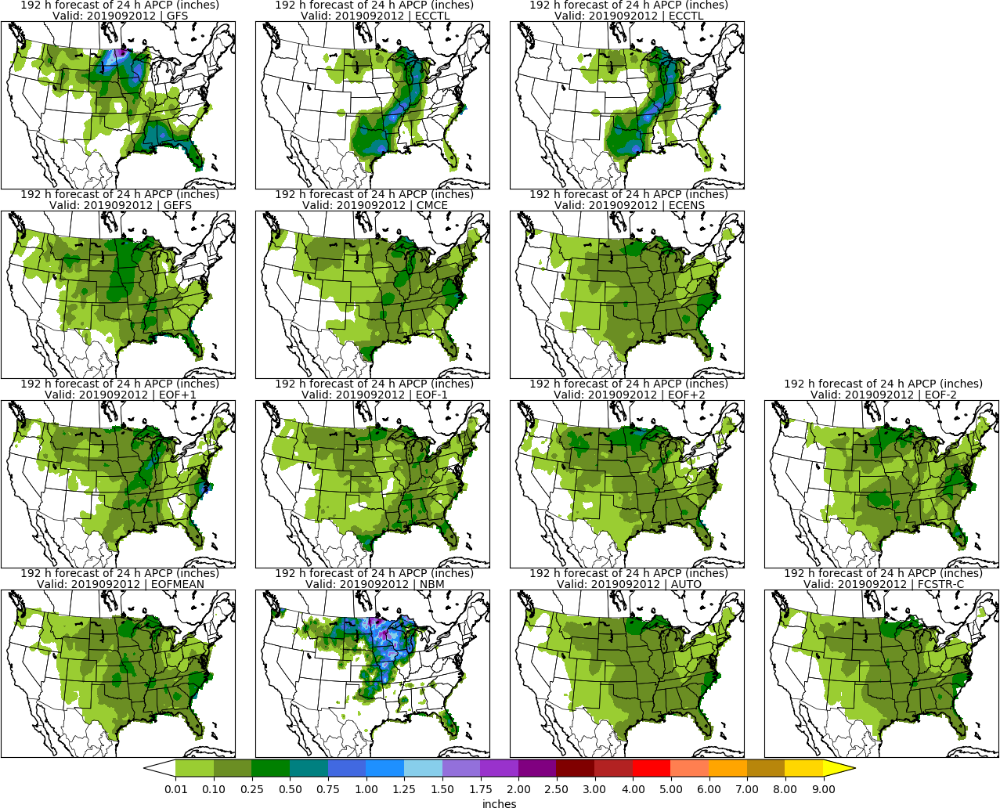 192 h forecast of 24 h APCP (inches)
Valid: 2019092012 | GFS
192 h forecast of 24 h APCP (inches)
Valid: 2019092012 | ECCTL
192 h forecast of 24 h APCP (inches)
Valid: 2019092012 | ECCTL
192 h forecast of 24 h APCP (inches)
Valid: 2019092012 | GEFS
192 h forecast of 24 h APCP (inches)
Valid: 2019092012 | CMCE
192 h forecast of 24 h APCP (inches)
Valid: 2019092012 | ECENS
192 h forecast of 24 h APCP (inches)
Valid: 2019092012 | EOF+1
192 h forecast of 24 h APCP (inches)
Valid: 2019092012 | EOF-1
192 h forecast of 24 h APCP (inches)
Valid: 2019092012 | EOF+2
192 h forecast of 24 h APCP (inches)
Valid: 2019092012 | EOF-2
192 h forecast of 24 h APCP (inches)
Valid: 2019092012 | EOFMEAN
192 h forecast of 24 h APCP (inches)
Valid: 2019092012 | NBM
192 h forecast of 24 h APCP (inches)
Valid: 2019092012 | AUTO
192 h forecast of 24 h APCP (inches)
Valid: 2019092012 | FCSTR-C
0.01 0.10 0.25 0.50 0.75 1.00 1.25 1.50 1.75 2.00 2.50 3.00 4.00 5.00 6.00 7.00 8.00 9.00
inches